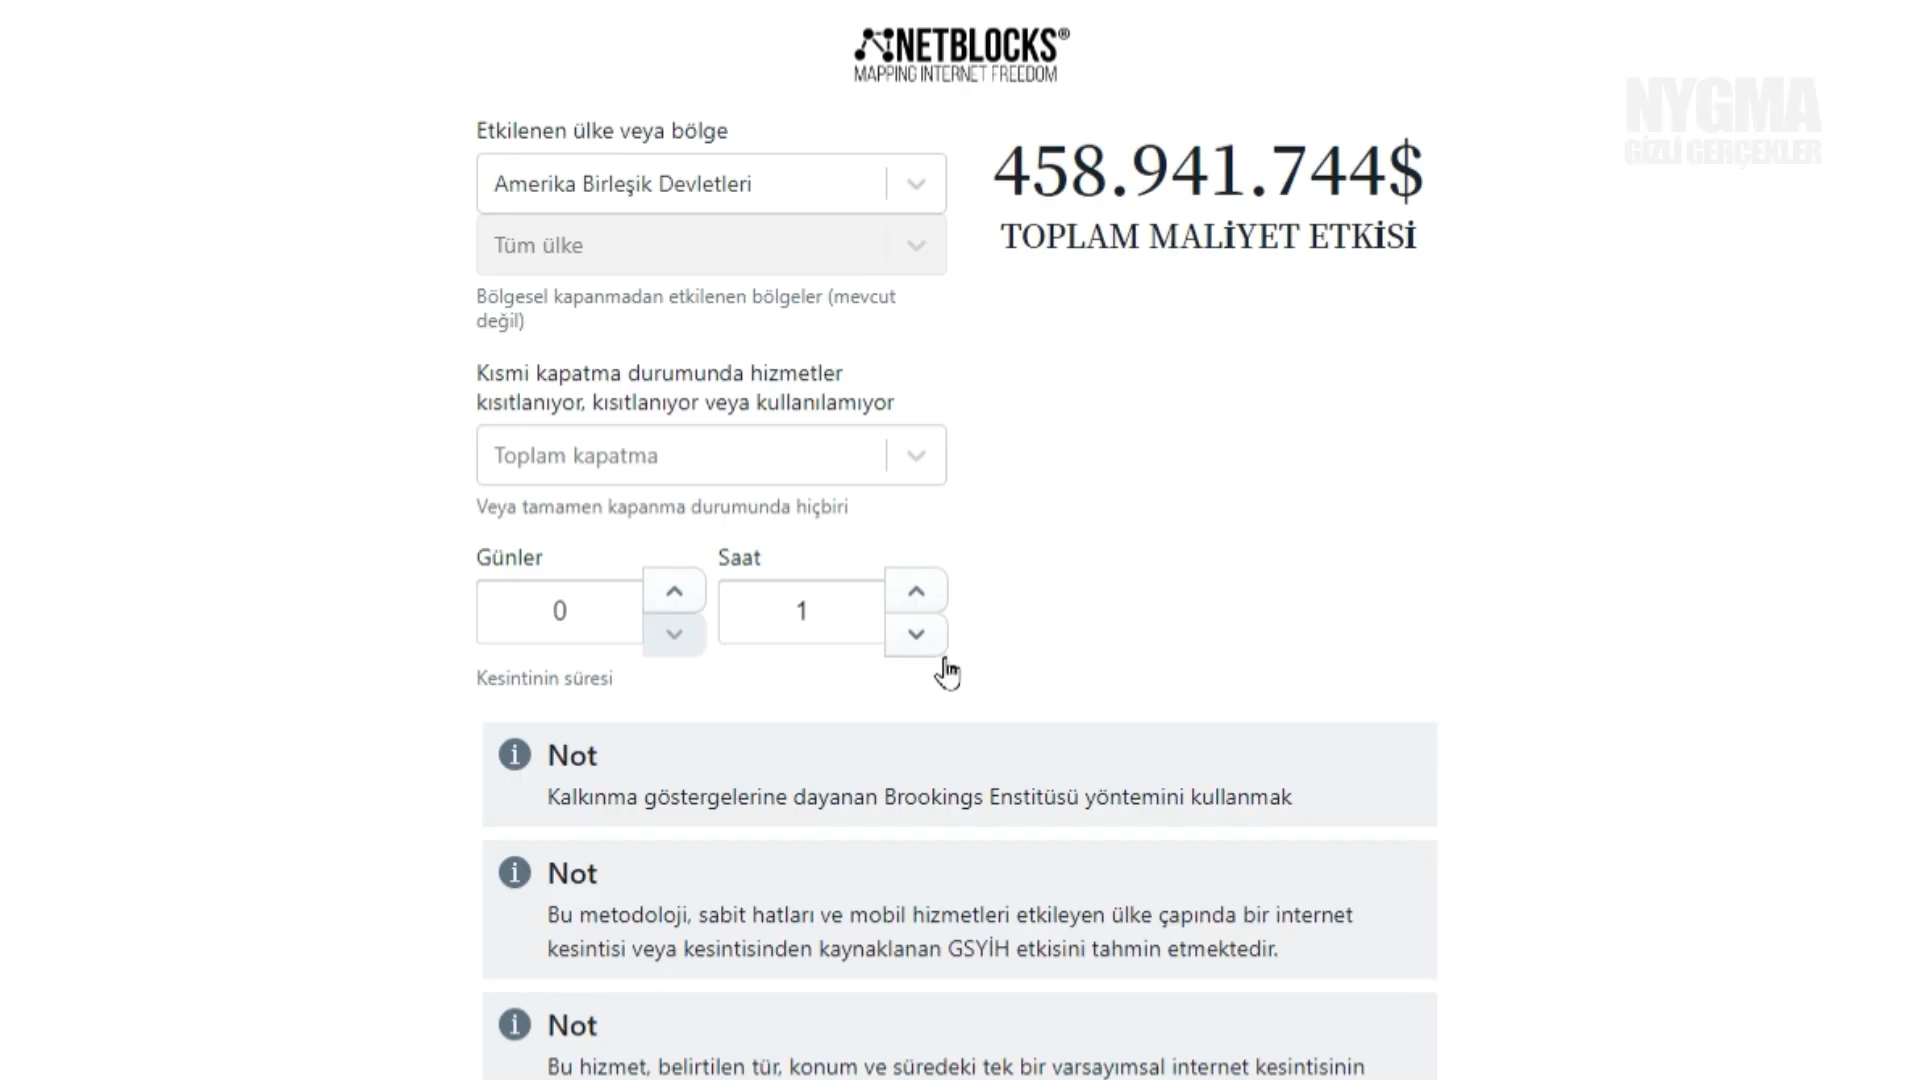 NETBLOCKS®
MAPPING INTERNET FREEDOM
NYGMA
GİZLİ GERÇEKLER
Etkilenen ülke veya bölge
Amerika Birleşik Devletleri
Tüm ülke
Bölgesel kapanmadan etkilenen bölgeler (mevcut
değil)
458.941.744$
TOPLAM MALİYET ETKİSİ
Kısmi kapatma durumunda hizmetler
kısıtlanıyor, kısıtlanıyor veya kullanılamıyor
Toplam kapatma
Veya tamamen kapanma durumunda hiçbiri
Günler
Saat
0
1
Kesintinin süresi
Not
Kalkınma göstergelerine dayanan Brookings Enstitüsü yöntemini kullanmak
Not
Bu metodoloji, sabit hatları ve mobil hizmetleri etkileyen ülke çapında bir internet
kesintisi veya kesintisinden kaynaklanan GSYİH etkisini tahmin etmektedir.
Not
Bu hizmet, belirtilen tür, konum ve süredeki tek bir varsayımsal internet kesintisinin